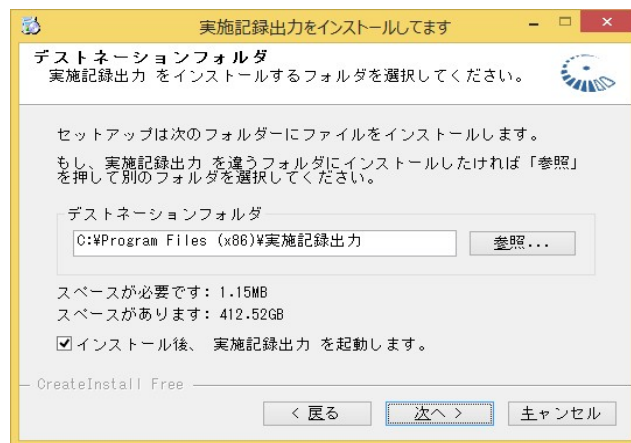 実施記録出力をインストールしてます
デストネーションフォルダ
実施記録出力 をインストールするフォルダを選択してください。
セットアップは次のフォルダーにファイルをインストールします。
もし、実施記録出力 を違うフォルダにインストールしたければ「参照」
を押して別のフォルダを選択してください。
デストネーションフォルダ
C:¥Program Files (x86)¥実施記録出力
参照...
スペースが必要です: 1.15MB
スペースがあります: 412.52GB
インストール後、 実施記録出力 を起動します。
CreateInstall Free
< 戻る 次へ > キャンセル